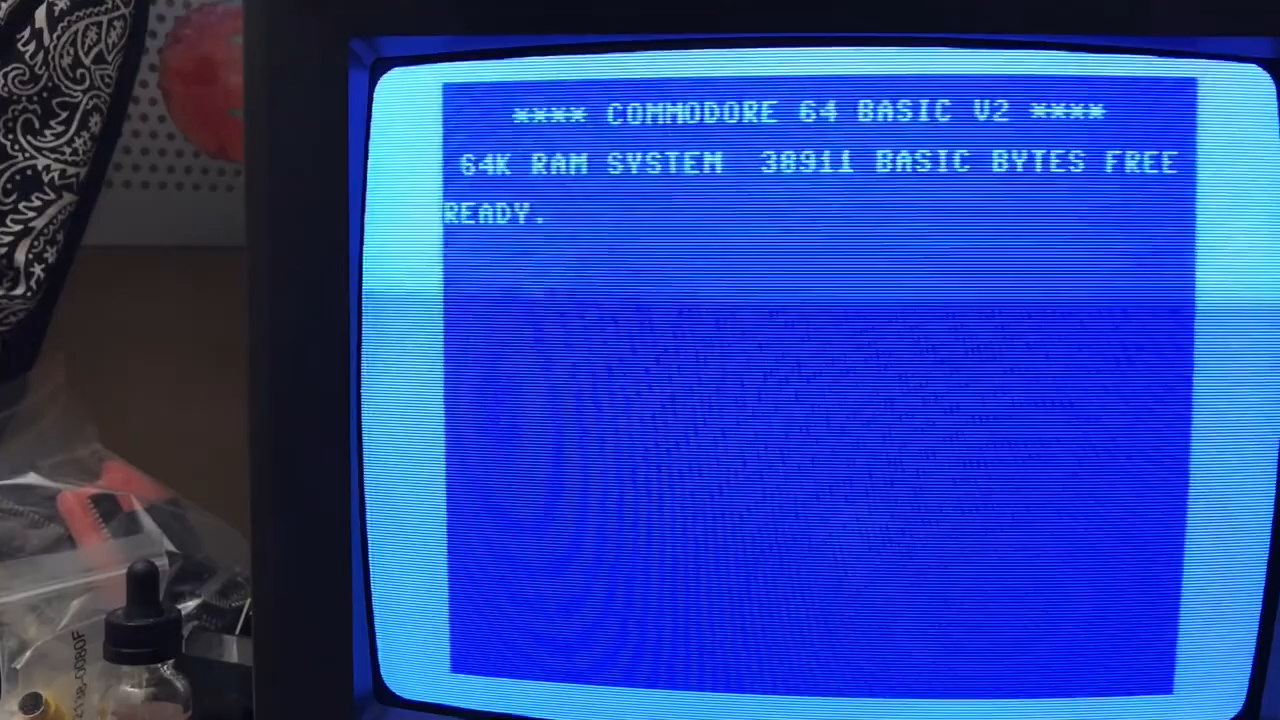 **** COMMODORE 64 BASIC V2 ****
64K RAM SYSTEM  38911 BASIC BYTES FREE
READY.